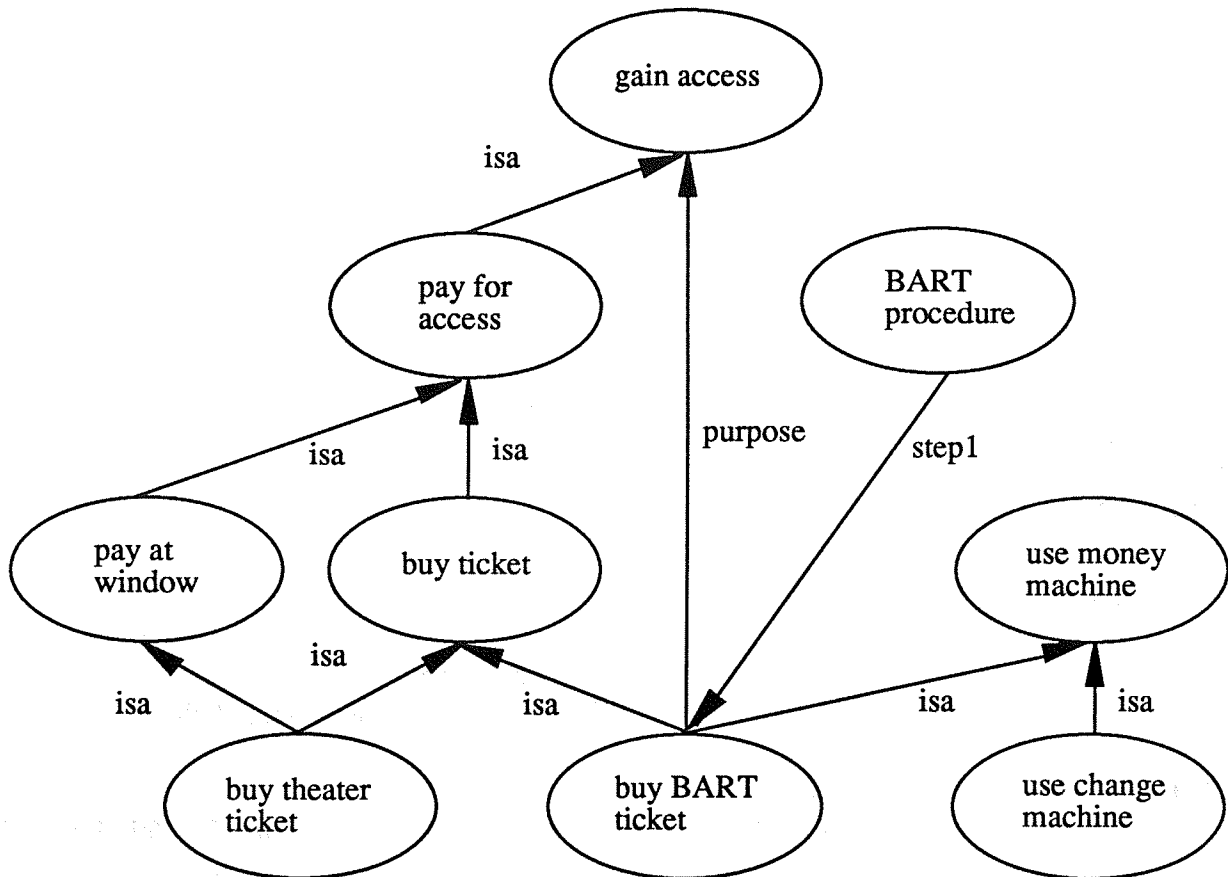 gain access
isa
pay for
access
BART
procedure
isa
isa
purpose
step1
pay at
window
buy ticket
use money
machine
isa
isa
isa
isa
isa
buy theater
ticket
buy BART
ticket
use change
machine